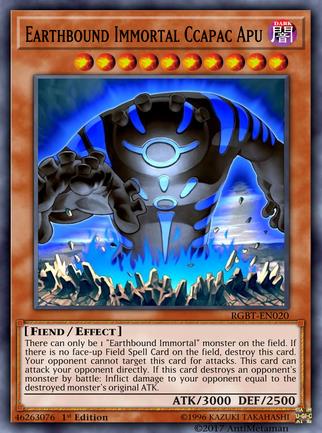 Earthbound Immortal Ccapac Apu
DARK
闇
RGBT-EN020
[Fiend / Effect]
There can only be 1 "Earthbound Immortal" monster on the field. If
there is no face-up Field Spell Card on the field, destroy this card.
Your opponent cannot target this card for attacks. This card can
attack your opponent directly. If this card destroys an opponent's
monster by battle: Inflict damage to your opponent equal to the
destroyed monster's original ATK.
ATK/3000 DEF/2500
46263076 1st Edition ©1996 KAZUKI TAKAHASHI
©2017 AntiMetaman